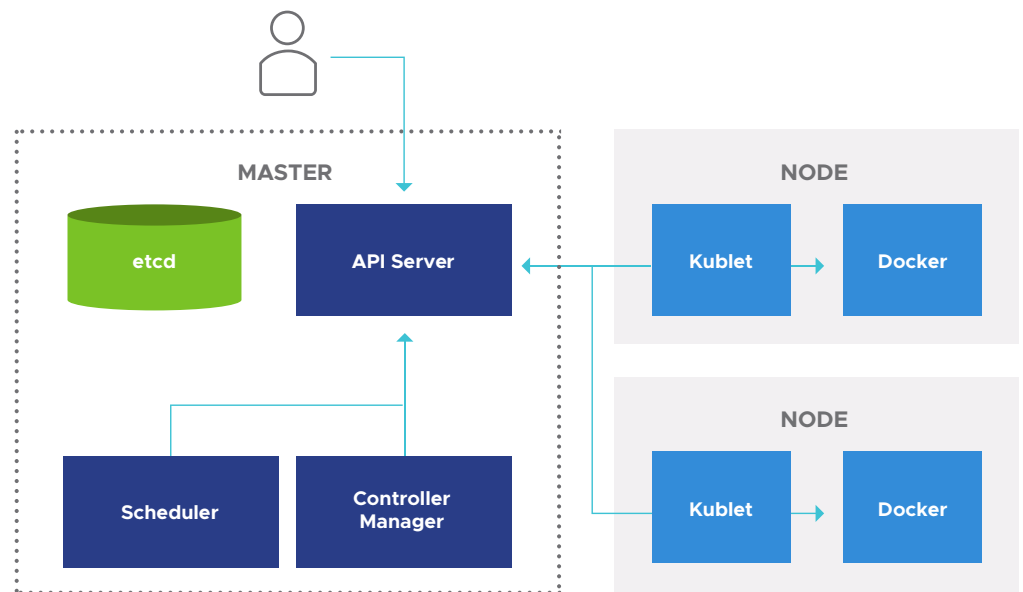 MASTER
etcd
API Server
Scheduler
Controller
Manager
NODE
Kublet
Docker
NODE
Kublet
Docker